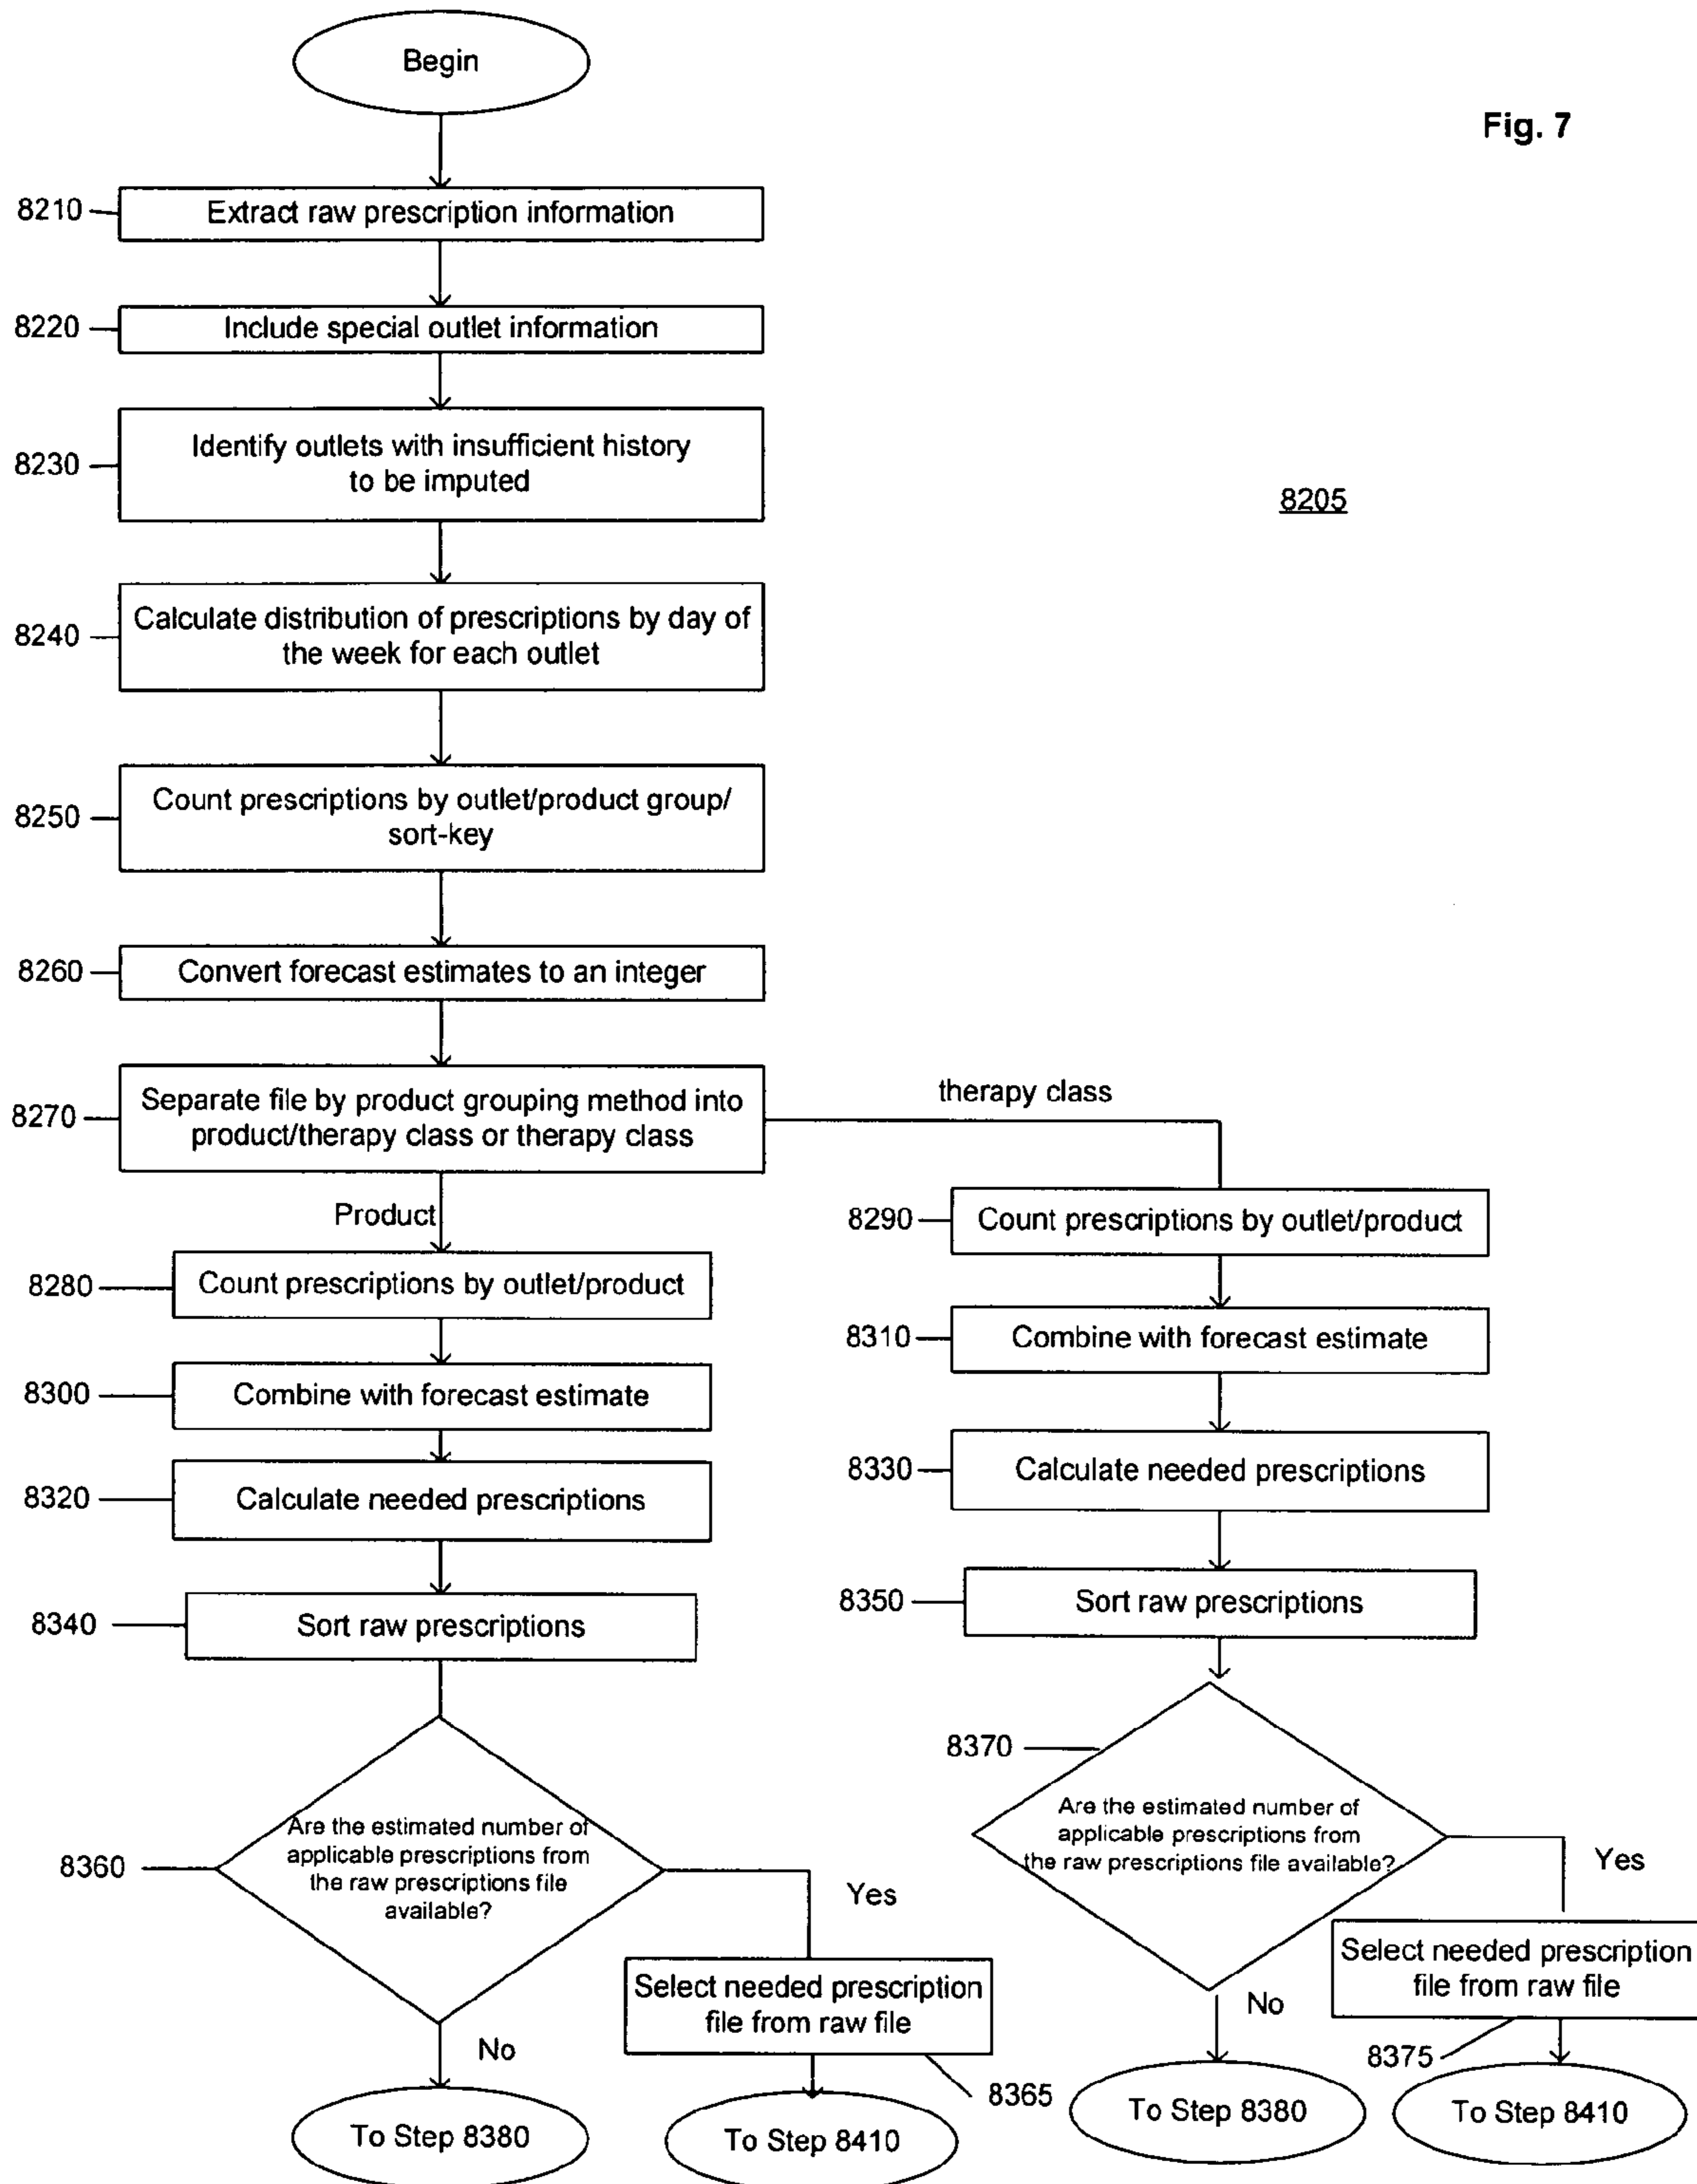 Begin
Fig. 7
8210
Extract raw prescription information
8220
Include special outlet information
8230
Identify outlets with insufficient history
to be imputed
8205
8240
Calculate distribution of prescriptions by day of
the week for each outlet
8250
Count prescriptions by outlet/product group/
sort-key
8260
Convert forecast estimates to an integer
8270
Separate file by product grouping method into
product/therapy class or therapy class
therapy class
Product
8280
Count prescriptions by outlet/product
8290
Count prescriptions by outlet/product
8300
Combine with forecast estimate
8310
Combine with forecast estimate
8320
Calculate needed prescriptions
8330
Calculate needed prescriptions
8340
Sort raw prescriptions
8350
Sort raw prescriptions
8360
Are the estimated number of
applicable prescriptions from
the raw prescriptions file
available?
Yes
Select needed prescription
file from raw file
8365
No
To Step 8380
To Step 8410
8370
Are the estimated number of
applicable prescriptions from
the raw prescriptions file available?
Yes
Select needed prescription
file from raw file
8375
No
To Step 8380
To Step 8410